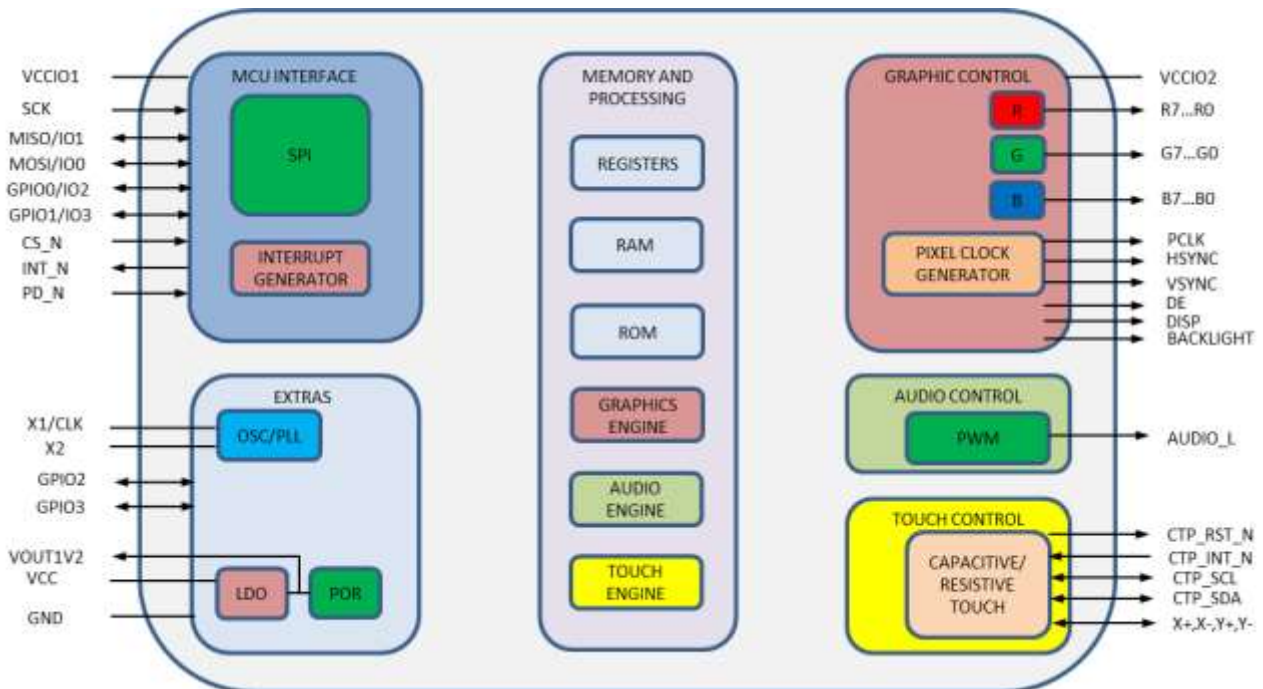 VCCIO1
SCK
MISO/IO1
MOSI/IO0
GPIO0/IO2
GPIO1/IO3
CS_N
INT_N
PD_N
MCU INTERFACE
SPI
INTERRUPT
GENERATOR
X1/CLK
X2
GPIO2
GPIO3
VOUT1V2
VCC
GND
EXTRAS
OSC/PLL
LDO
POR
MEMORY AND
PROCESSING
REGISTERS
RAM
ROM
GRAPHICS
ENGINE
AUDIO
ENGINE
TOUCH
ENGINE
GRAPHIC CONTROL
R
G
B
PIXEL CLOCK
GENERATOR
VCCIO2
R7...R0
G7...G0
B7...B0
PCLK
HSYNC
VSYNC
DE
DISP
BACKLIGHT
AUDIO CONTROL
PWM
AUDIO_L
TOUCH CONTROL
CAPACITIVE/
RESISTIVE
TOUCH
CTP_RST_N
CTP_INT_N
CTP_SCL
CTP_SDA
X+,X-,Y+,Y-